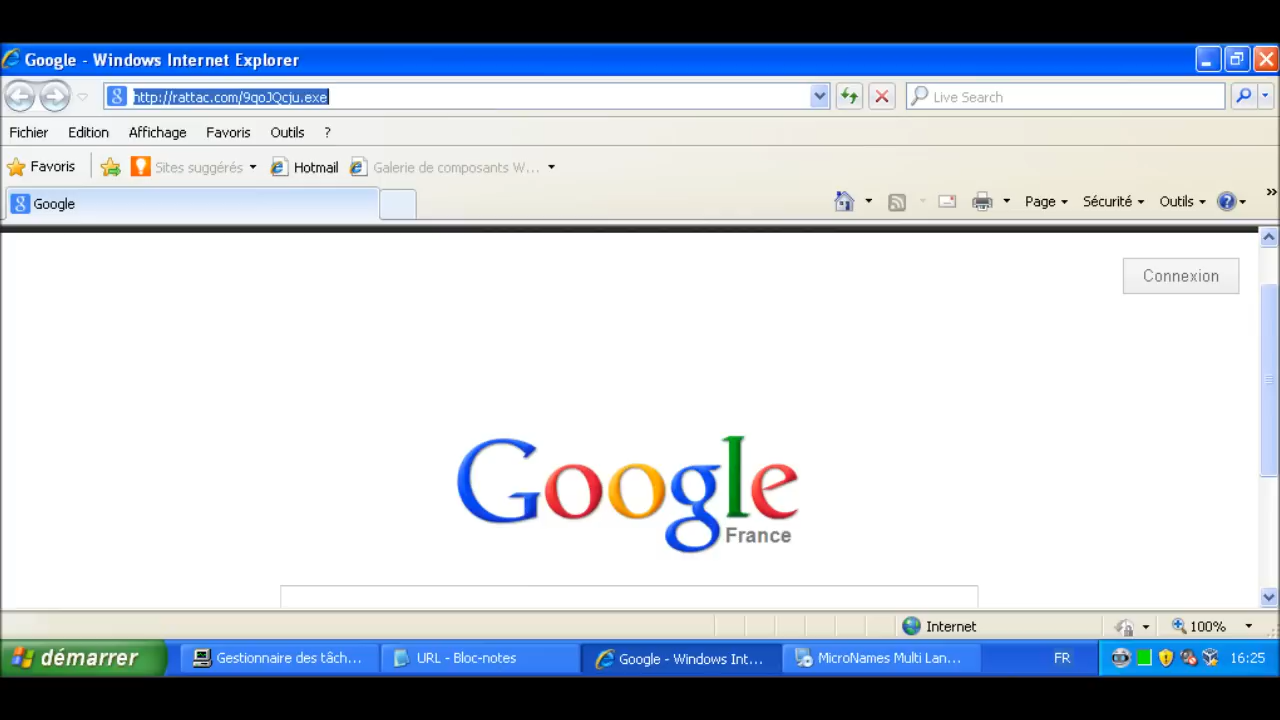 Google - Windows Internet Explorer
http://rattac.com/9qoJQcju.exe
Live Search
Fichier Edition Affichage Favoris Outils ?
Favoris Sites suggérés Hotmail Galerie de composants W...
Google Page Sécurité Outils
Connexion
Google
France
Internet 100%
démarrer Gestionnaire des tâch... URL - Bloc-notes Google - Windows Int... MicroNames Multi Lan... FR 16:25